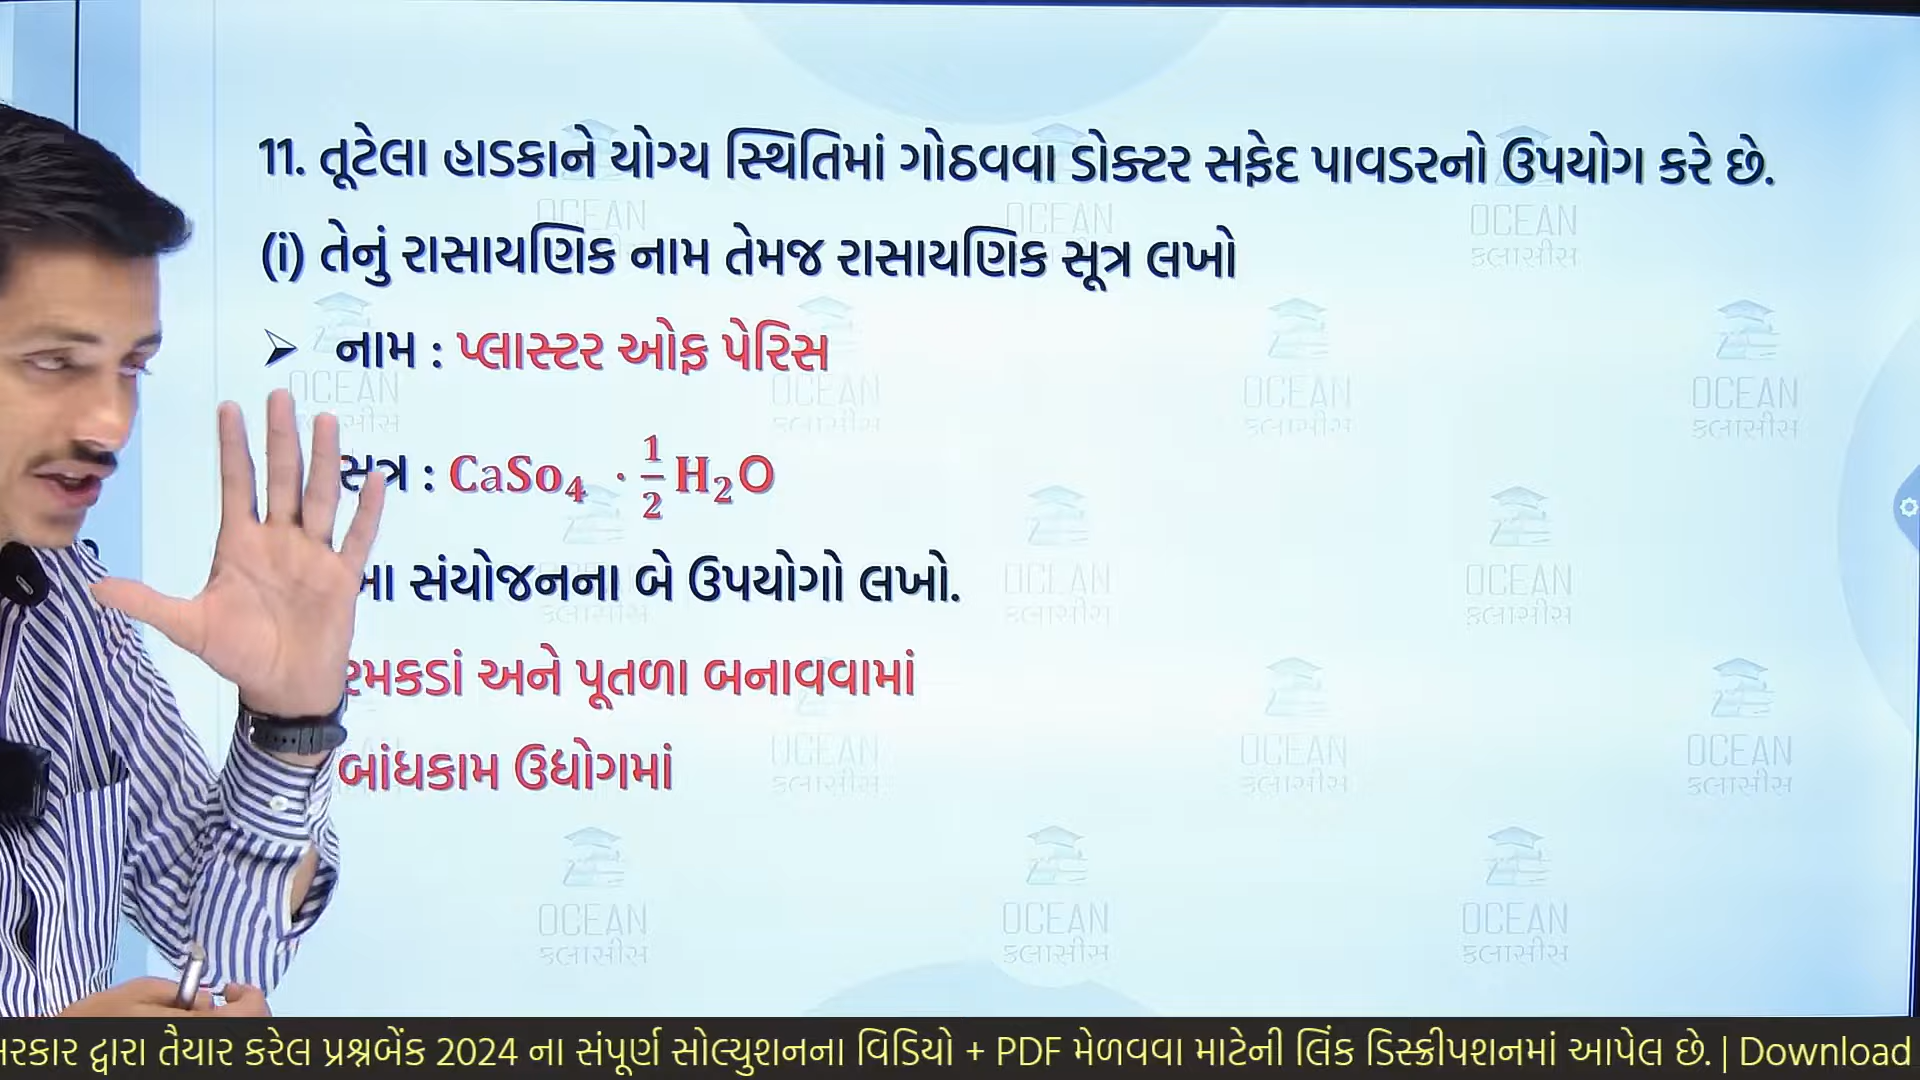 11. તૂટેલા હાડકાને યોગ્ય સ્થિતિમાં ગોઠવવા ડોક્ટર સફેદ પાવડરનો ઉપયોગ કરે છે.
(i) તેનું રાસાયણિક નામ તેમજ રાસાયણિક સૂત્ર લખો
➤ નામ : પ્લાસ્ટર ઓફ પેરિસ
સૂત્ર : CaSo₄ · 1/2 H₂O
આ સંયોજનના બે ઉપયોગો લખો.
રમકડાં અને પૂતળા બનાવવામાં
બાંધકામ ઉદ્યોગમાં
OCEAN
ક્લાસીસ
દ્વારા તૈયાર કરેલ પ્રશ્નબેંક 2024 ના સંપૂર્ણ સોલ્યુશનના વિડિયો + PDF મેળવવા માટેની લિંક ડિસ્ક્રીપશનમાં આપેલ છે. | Download